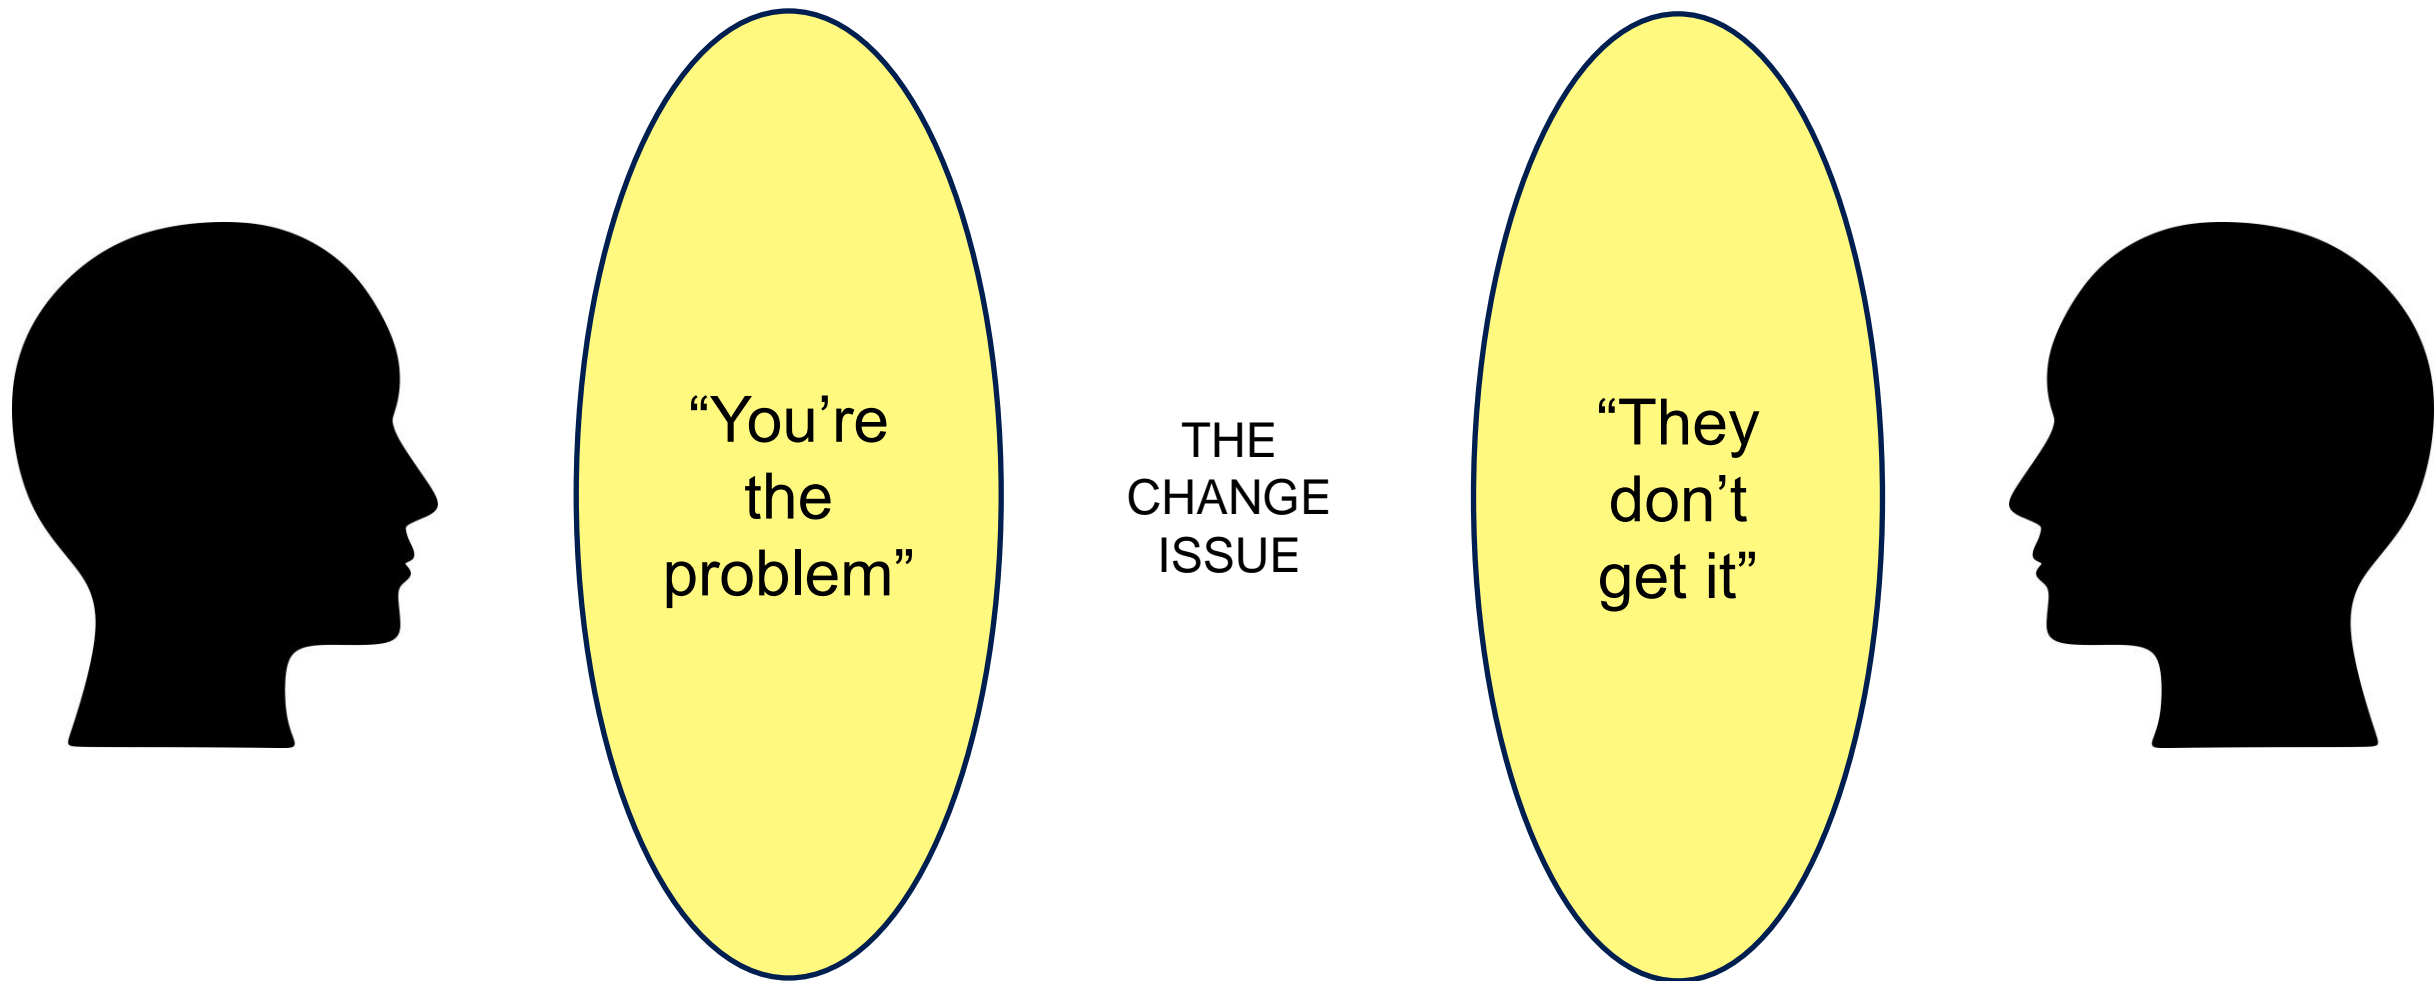 “You’re
the
problem”
THE
CHANGE
ISSUE
“They
don’t
get it”